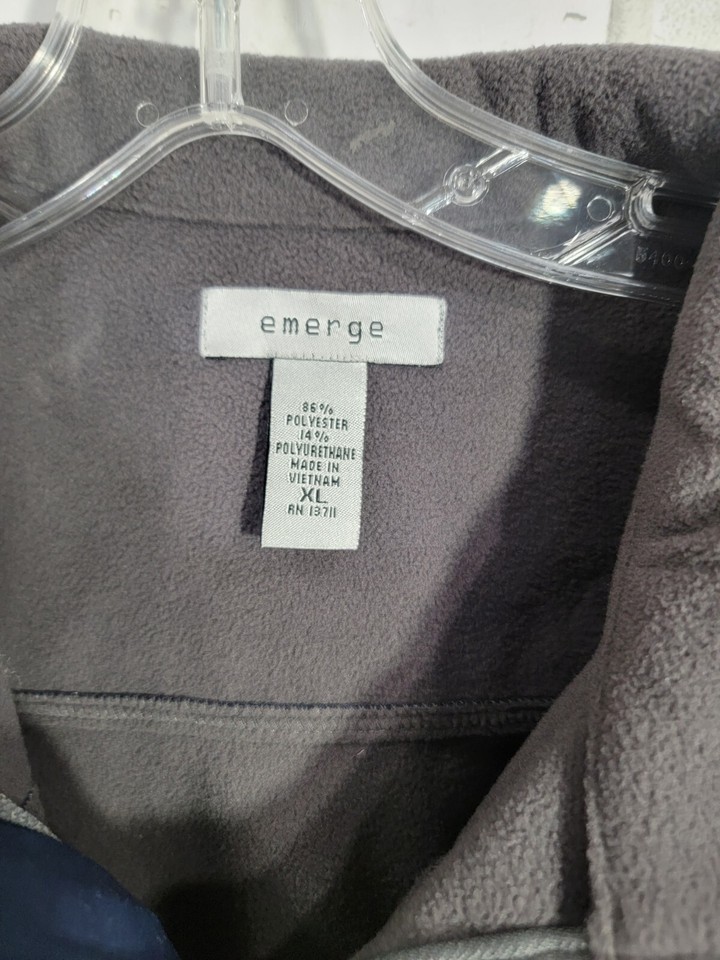 emerge
86%
POLYESTER
14%
POLYURETHANE
MADE IN
VIETNAM
XL
RN 13711